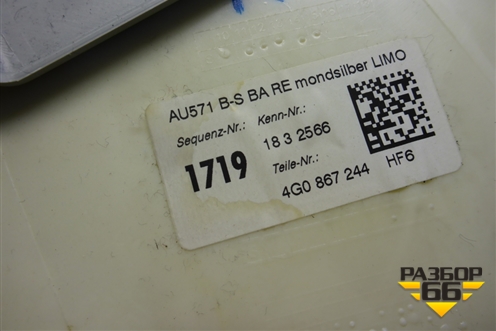 AU571 B-S BA RE mondsilber LIMO
Sequenz-Nr.: Kenn-Nr.:
1719 18 3 2566
Teile-Nr.:
4G0 867 244 HF6
РАЗБОР
66